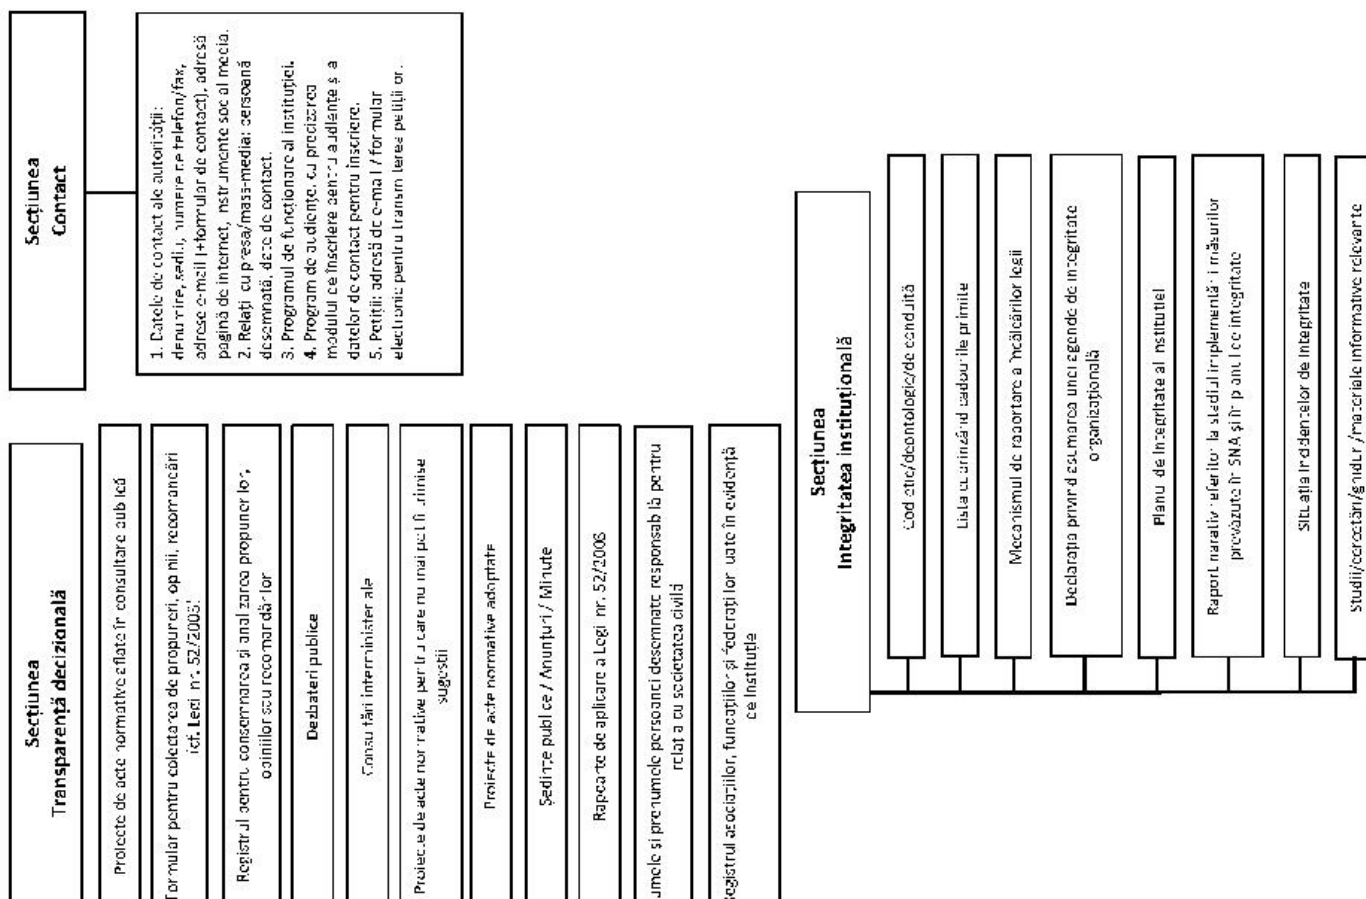 Secțiunea
Transparență decizională
Proiecte de acte normative aflate în consultare publică
Formular pentru colectarea de propuneri, opinii, recomandări
Registrul pentru consemnarea și analizarea propunerilor,
opiniilor sau recomandărilor
Dezbateri publice
Consultări interministeriale
Proiecte de acte normative pentru care nu mai pot fi trimise
sugestii
Proiecte de acte normative adoptate
Ședințe publice / Anunțuri / Minute
Rapoarte de aplicare a Legii nr. 52/2003
și prenumele persoanei desemnate responsabilă pentru
relația cu societatea civilă
asociațiilor, fundațiilor și federațiilor luate în evidență
de instituție
Secțiunea
Contact
1. Datele de contact ale autorității:
denumire, sediu, numere de telefon/fax,
adrese e-mail (+formular de contact), adresă
pagină de internet, instrumente social media.
2. Relații cu presa/mass-media: persoană
desemnată, date de contact.
3. Programul de funcționare al instituției.
4. Program de audiențe, cu precizarea
modului de înscriere pentru audiențe și a
datelor de contact pentru înscriere.
5. Petiții: adresă de e-mail / formular
electronic pentru transmiterea petițiilor.
Secțiunea
Integritatea instituțională
Cod etic/deontologic/de conduită
Lista cuprinzând cadourile primite
Mecanismul de raportare a încălcărilor legii
Declarația privind asumarea unei agende de integritate
organizațională
Planul de integritate al instituției
Raport narativ referitor la stadiul implementării măsurilor
prevăzute în SNA și în planul de integritate
Situația incidentelor de integritate
Studii/cercetări/ghiduri/materiale informative relevante